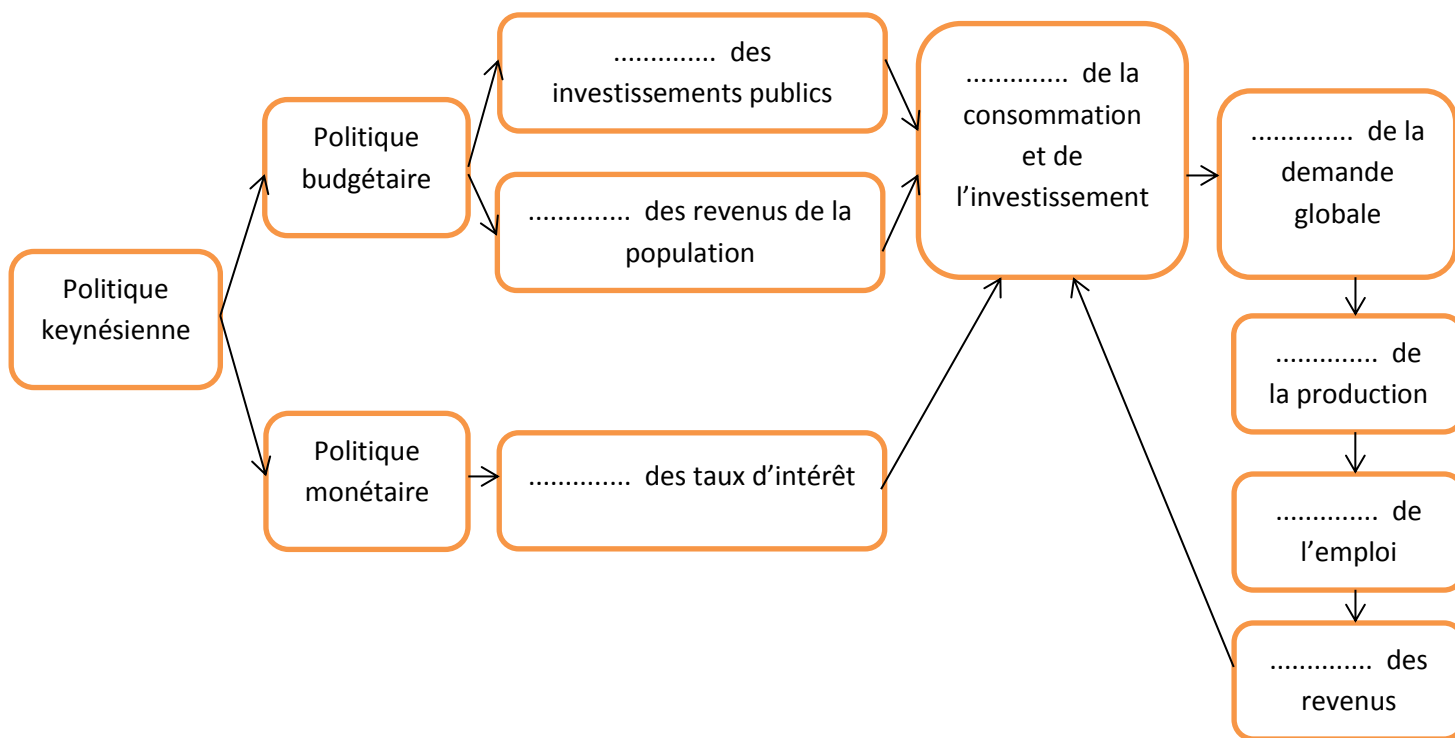 Politique
keynésienne
Politique
budgétaire
Politique
monétaire
.............. des
investissements publics
.............. des revenus de la
population
.............. des taux d’intérêt
.............. de la
consommation
et de
l’investissement
.............. de la
demande
globale
.............. de
la production
.............. de
l’emploi
.............. des
revenus